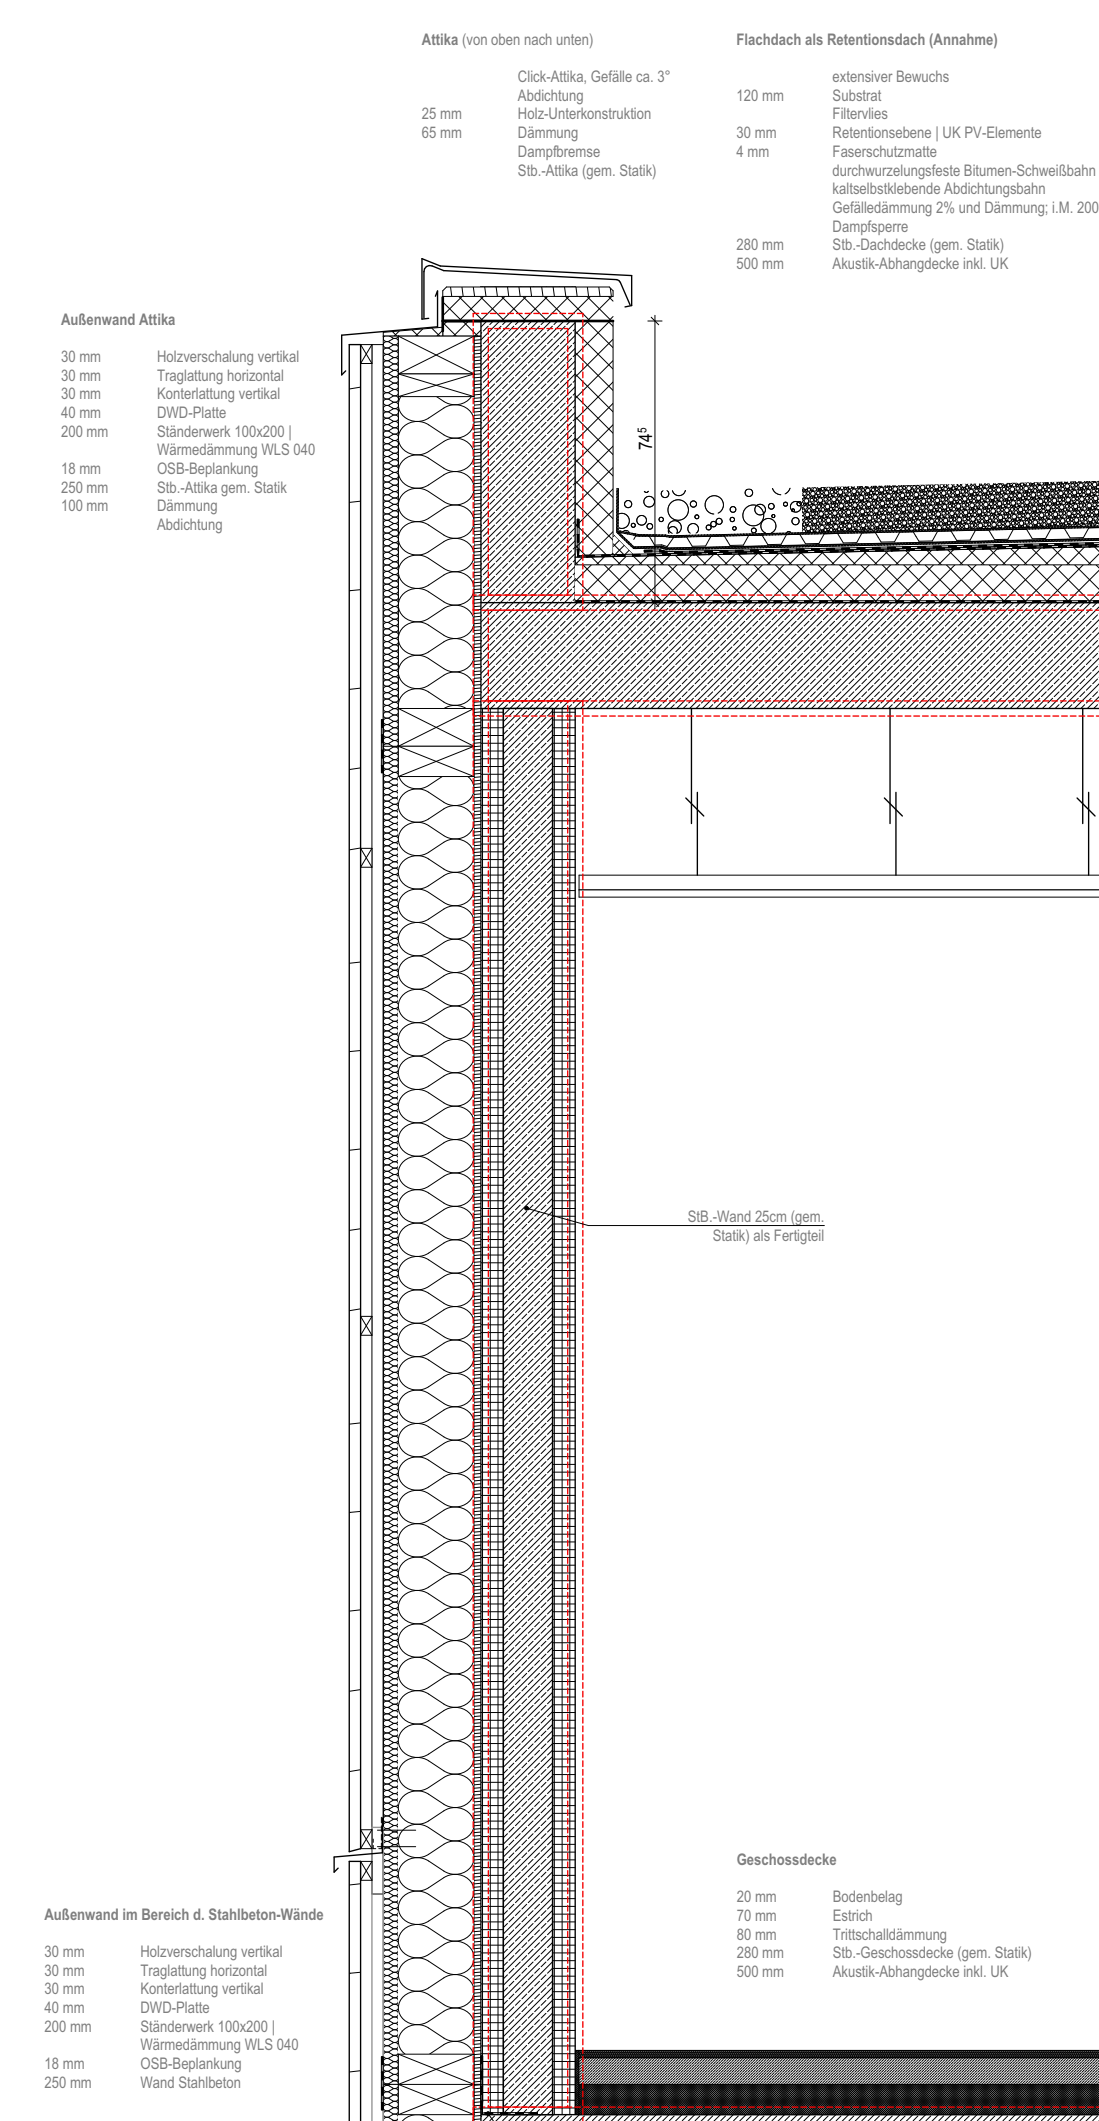 Attika (von oben nach unten)
Click-Attika, Gefälle ca. 3°
Abdichtung
25 mm Holz-Unterkonstruktion
65 mm Dämmung
Dampfbremse
Stb.-Attika (gem. Statik)
Flachdach als Retentionsdach (Annahme)
extensiver Bewuchs
120 mm Substrat
Filtervlies
30 mm Retentionsebene | UK PV-Elemente
4 mm Faserschutzmatte
durchwurzelungsfeste Bitumen-Schweißbahn
kaltselbstklebende Abdichtungsbahn
Gefälledämmung 2% und Dämmung; i.M. 200
Dampfsperre
280 mm Stb.-Dachdecke (gem. Statik)
500 mm Akustik-Abhangdecke inkl. UK
Außenwand Attika
30 mm Holzverschalung vertikal
30 mm Traglattung horizontal
30 mm Konterlattung vertikal
40 mm DWD-Platte
200 mm Ständerwerk 100x200 |
Wärmedämmung WLS 040
18 mm OSB-Beplankung
250 mm Stb.-Attika gem. Statik
100 mm Dämmung
Abdichtung
74⁵
StB.-Wand 25cm (gem.
Statik) als Fertigteil
Geschossdecke
20 mm Bodenbelag
70 mm Estrich
80 mm Trittschalldämmung
280 mm Stb.-Geschossdecke (gem. Statik)
500 mm Akustik-Abhangdecke inkl. UK
Außenwand im Bereich d. Stahlbeton-Wände
30 mm Holzverschalung vertikal
30 mm Traglattung horizontal
30 mm Konterlattung vertikal
40 mm DWD-Platte
200 mm Ständerwerk 100x200 |
Wärmedämmung WLS 040
18 mm OSB-Beplankung
250 mm Wand Stahlbeton